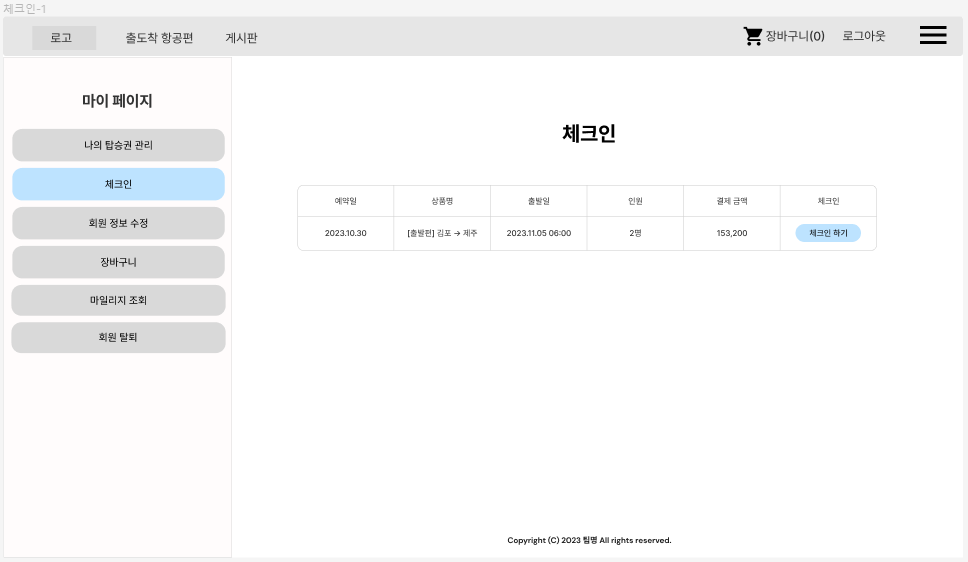 체크인-1
로고 출도착 항공편 게시판 장바구니(0) 로그아웃
마이 페이지
나의 탑승권 관리
체크인
회원 정보 수정
장바구니
마일리지 조회
회원 탈퇴
체크인
예약일 상품명 출발일 인원 결제 금액 체크인
2023.10.30 [출발편] 김포 → 제주 2023.11.05 06:00 2명 153,200 체크인 하기
Copyright (C) 2023 팀명 All rights reserved.